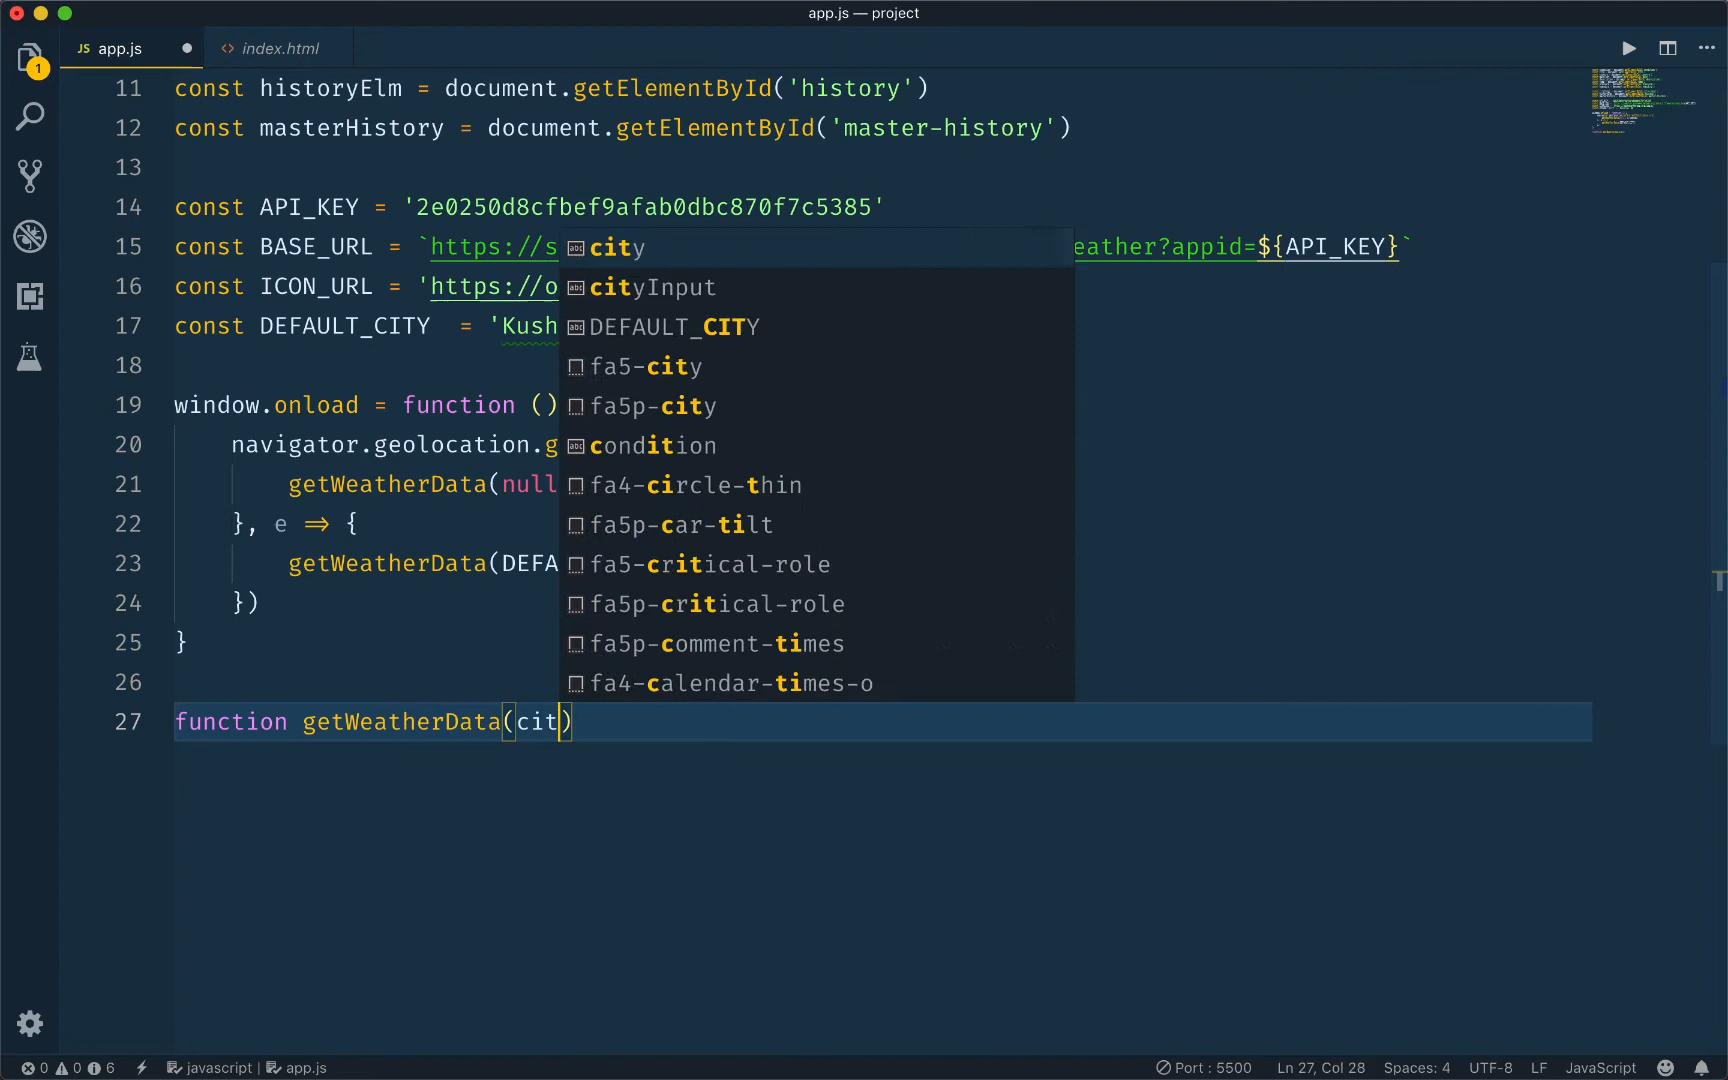 app.js — project
JS app.js ● <> index.html
1
11 const historyElm = document.getElementById('history')
12 const masterHistory = document.getElementById('master-history')
13
14 const API_KEY = '2e0250d8cfbef9afab0dbc870f7c5385'
15 const BASE_URL = `https://s eather?appid=${API_KEY}`
16 const ICON_URL = 'https://o
17 const DEFAULT_CITY = 'Kush
18
19 window.onload = function ()
20 navigator.geolocation.g
21 getWeatherData(null
22 }, e => {
23 getWeatherData(DEFA
24 })
25 }
26
27 function getWeatherData(cit)
city
cityInput
DEFAULT_CITY
fa5-city
fa5p-city
condition
fa4-circle-thin
fa5p-car-tilt
fa5-critical-role
fa5p-critical-role
fa5p-comment-times
fa4-calendar-times-o
0 0 6 javascript | app.js Port : 5500 Ln 27, Col 28 Spaces: 4 UTF-8 LF JavaScript